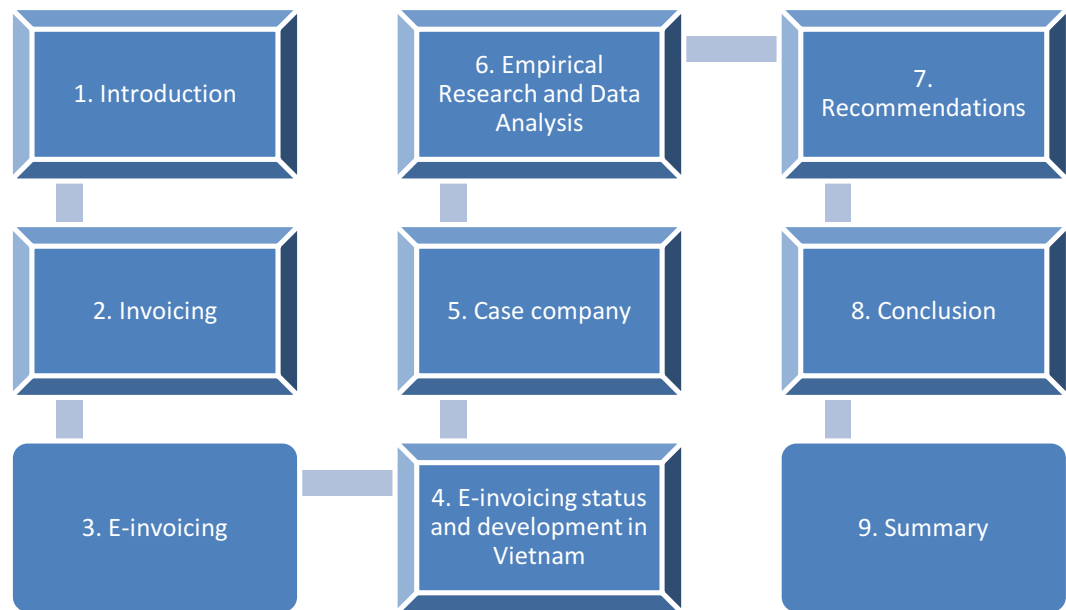 1. Introduction
2. Invoicing
3. E-invoicing
4. E-invoicing status
and development in
Vietnam
5. Case company
6. Empirical
Research and Data
Analysis
7.
Recommendations
8. Conclusion
9. Summary